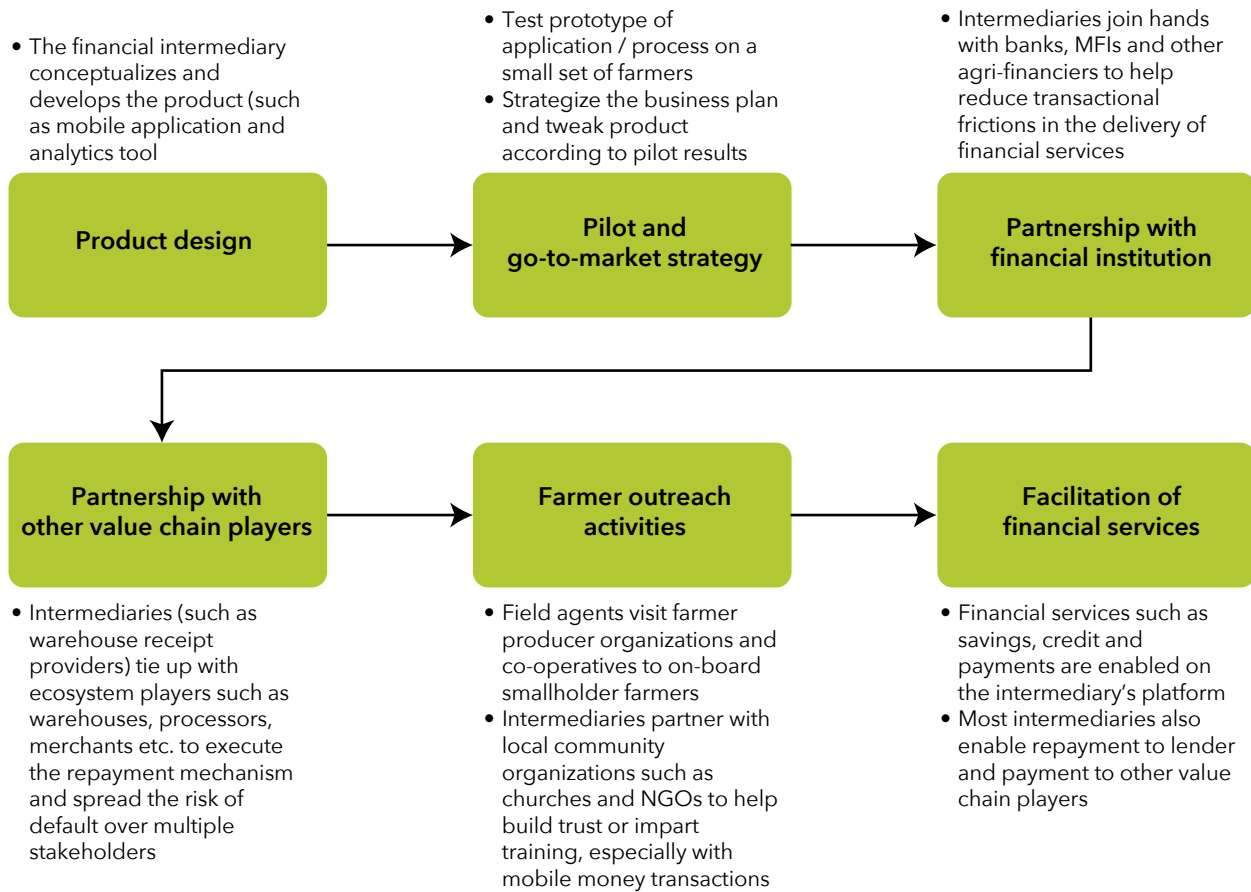 • The financial intermediary
conceptualizes and
develops the product (such
as mobile application and
analytics tool
• Test prototype of
application / process on a
small set of farmers
• Strategize the business plan
and tweak product
according to pilot results
• Intermediaries join hands
with banks, MFIs and other
agri-financiers to help
reduce transactional
frictions in the delivery of
financial services
Product design
Pilot and
go-to-market strategy
Partnership with
financial institution
Partnership with
other value chain players
Farmer outreach
activities
Facilitation of
financial services
• Intermediaries (such as
warehouse receipt
providers) tie up with
ecosystem players such as
warehouses, processors,
merchants etc. to execute
the repayment mechanism
and spread the risk of
default over multiple
stakeholders
• Field agents visit farmer
producer organizations and
co-operatives to on-board
smallholder farmers
• Intermediaries partner with
local community
organizations such as
churches and NGOs to help
build trust or impart
training, especially with
mobile money transactions
• Financial services such as
savings, credit and
payments are enabled on
the intermediary's platform
• Most intermediaries also
enable repayment to lender
and payment to other value
chain players